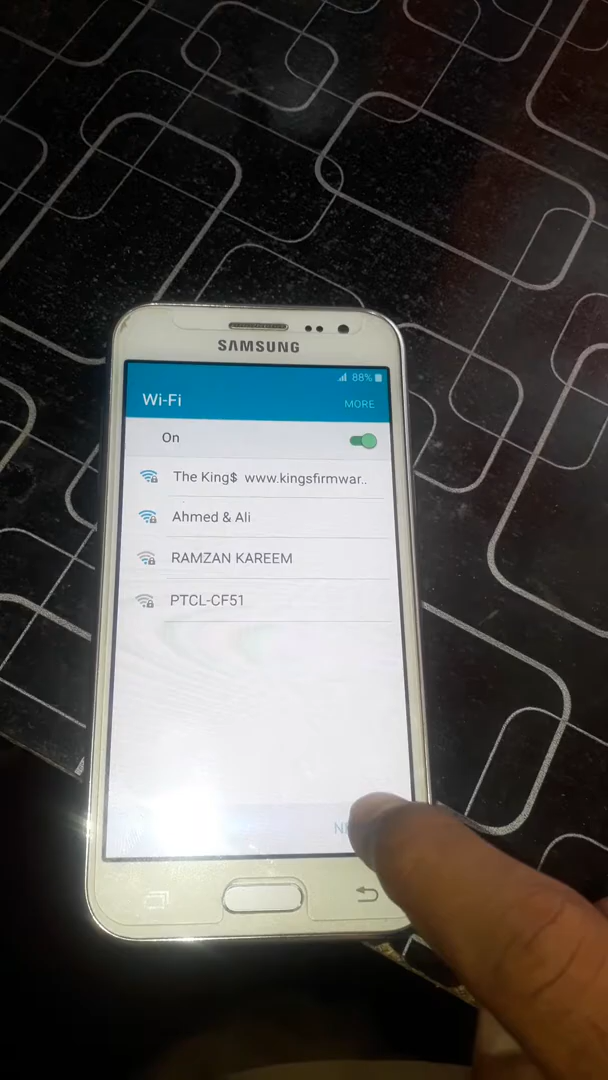 SAMSUNG
88%
Wi-Fi
MORE
On
The King$ www.kingsfirmwar..
Ahmed & Ali
RAMZAN KAREEM
PTCL-CF51